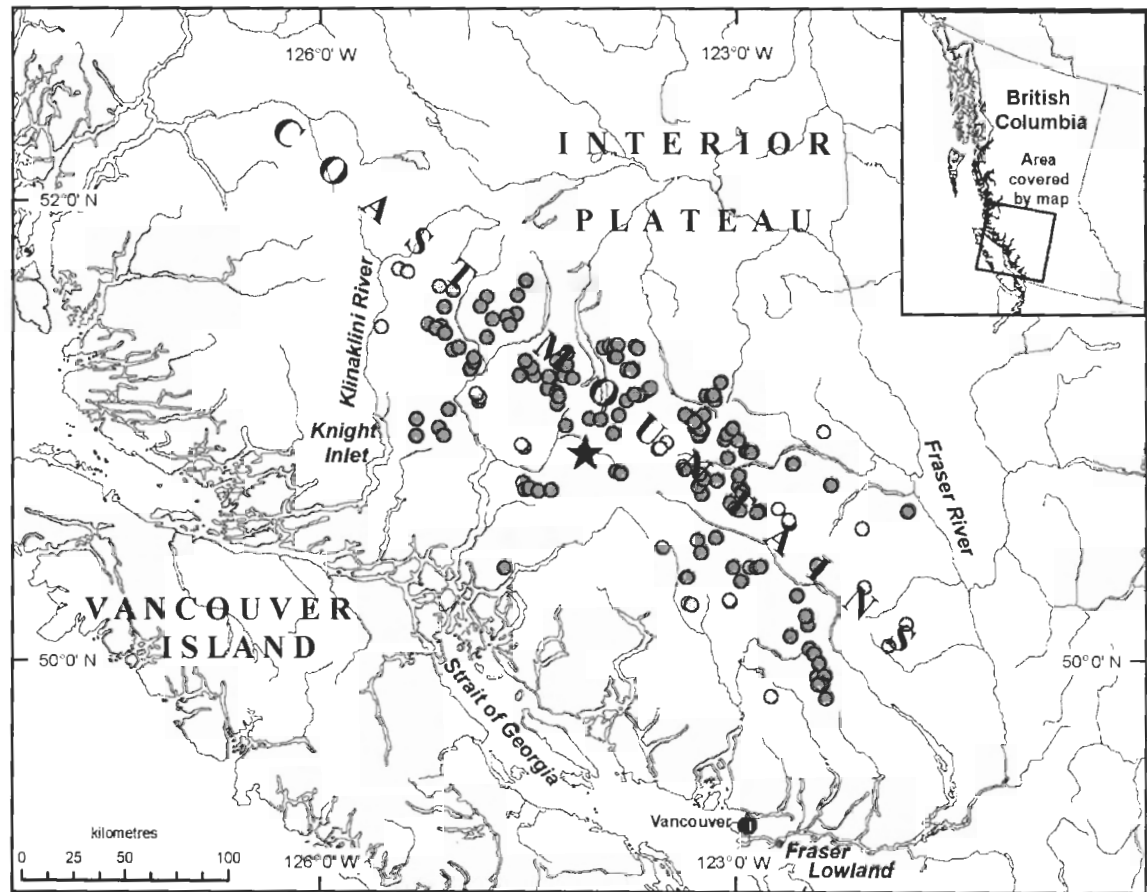 126°0' W
123°0' W
British
Columbia
Area
covered
by map
INTERIOR
PLATEAU
COAST
MOUNTAINS
52°0' N
Klinaklini River
Knight
Inlet
Fraser River
VANCOUVER
ISLAND
50°0' N
50°0' N
Strait of Georgia
Vancouver
Fraser
Lowland
kilometres
0 25 50 100
126°0' W
123°0' W